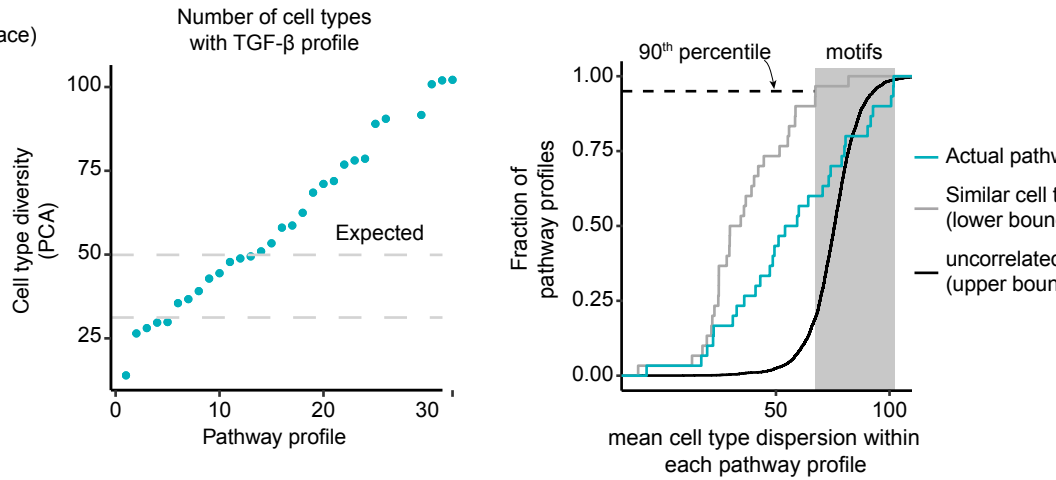 ace)
Number of cell types
with TGF-β profile
100
75
50
25
Cell type diversity
(PCA)
Expected
0
10
20
30
Pathway profile
90th percentile
motifs
1.00
0.75
0.50
0.25
0.00
Fraction of
pathway profiles
50
100
mean cell type dispersion within
each pathway profile
Actual pathw
Similar cell t
(lower boun
uncorrelated
(upper boun